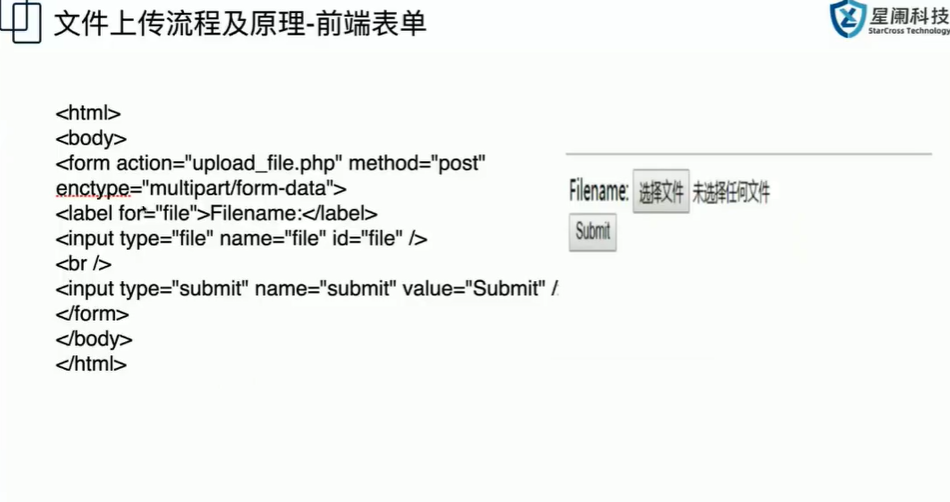 文件上传流程及原理-前端表单
星阑科技
StarCross Technology
<html>
<body>
<form action="upload_file.php" method="post"
enctype="multipart/form-data">
<label for="file">Filename:</label>
<input type="file" name="file" id="file" />
<br />
<input type="submit" name="submit" value="Submit" /
</form>
</body>
</html>
Filename: 选择文件 未选择任何文件
Submit